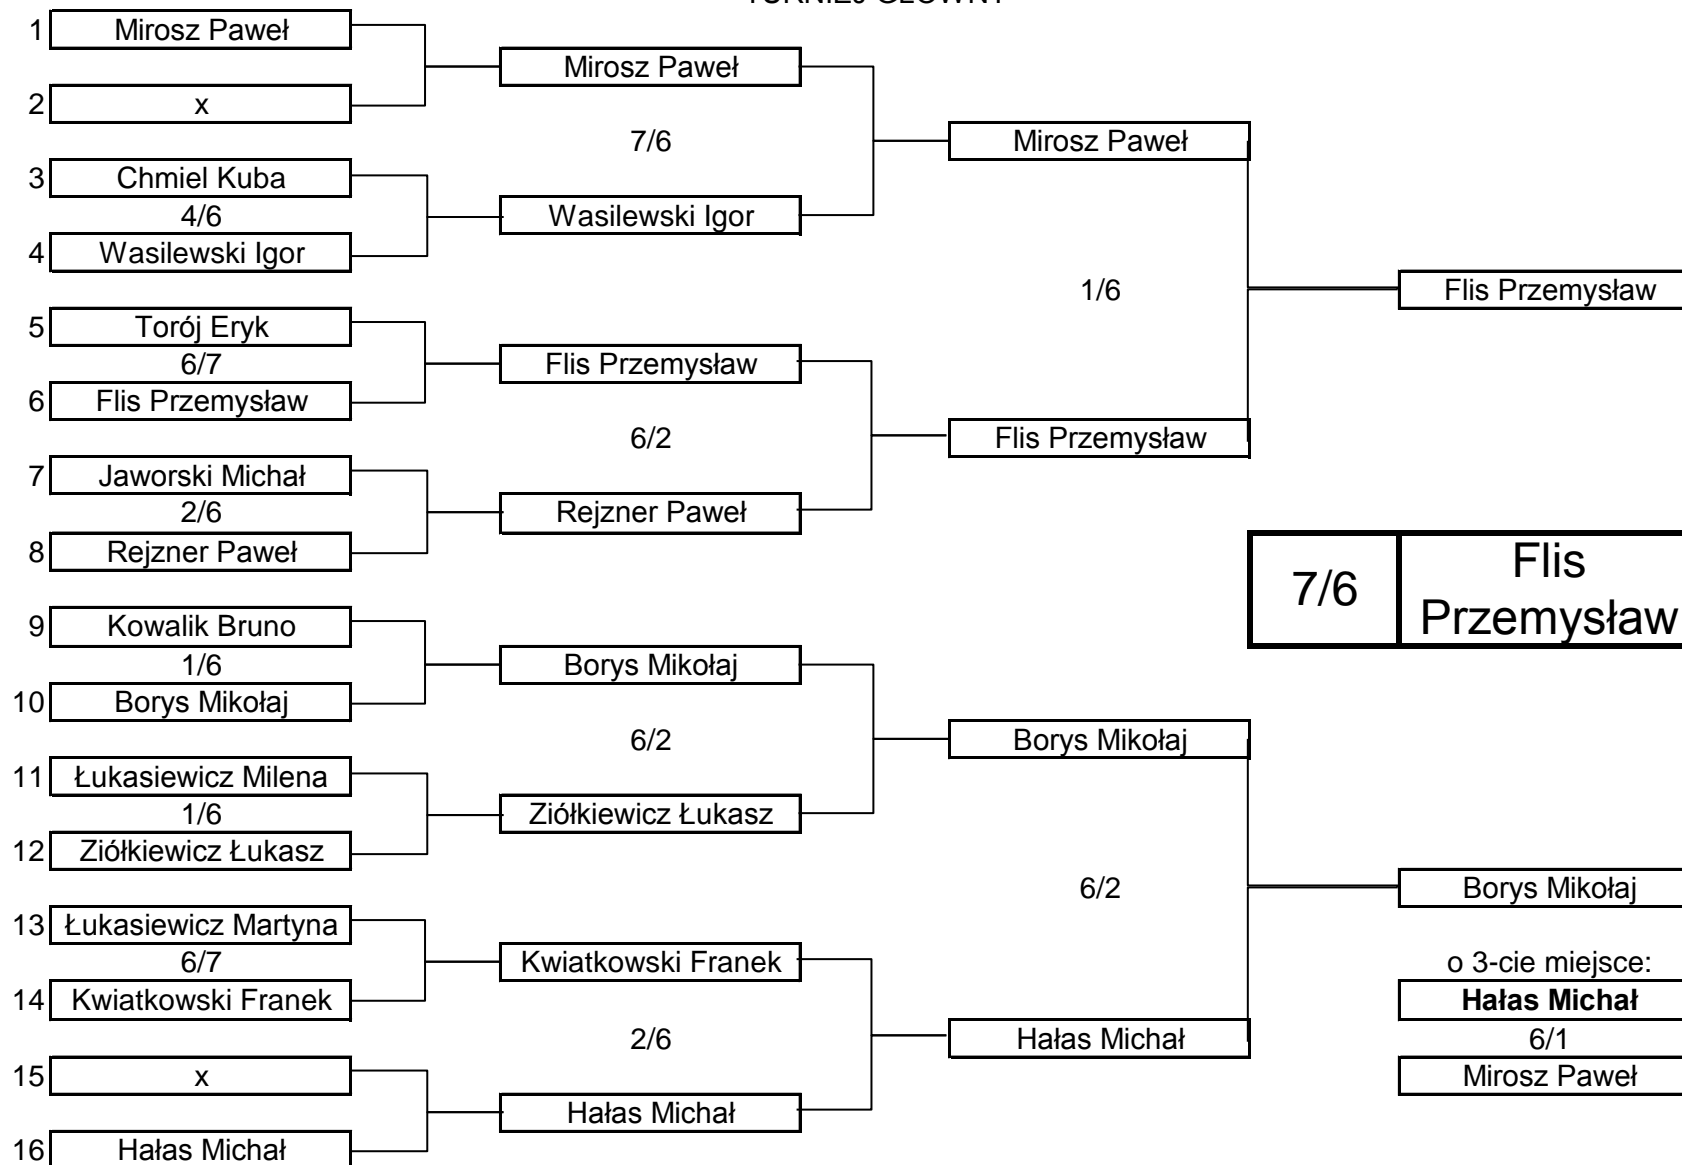 TURNIEJ GŁÓWNY
1 Mirosz Paweł
2 x
3 Chmiel Kuba
4/6
4 Wasilewski Igor
5 Torój Eryk
6/7
6 Flis Przemysław
7 Jaworski Michał
2/6
8 Rejzner Paweł
9 Kowalik Bruno
1/6
10 Borys Mikołaj
11 Łukasiewicz Milena
1/6
12 Ziółkiewicz Łukasz
13 Łukasiewicz Martyna
6/7
14 Kwiatkowski Franek
15 x
16 Hałas Michał
Mirosz Paweł
7/6
Wasilewski Igor
Flis Przemysław
6/2
Rejzner Paweł
Borys Mikołaj
6/2
Ziółkiewicz Łukasz
Kwiatkowski Franek
2/6
Hałas Michał
Mirosz Paweł
1/6
Flis Przemysław
Borys Mikołaj
6/2
Hałas Michał
Flis Przemysław
7/6
Flis
Przemysław
Borys Mikołaj
o 3-cie miejsce:
Hałas Michał
6/1
Mirosz Paweł